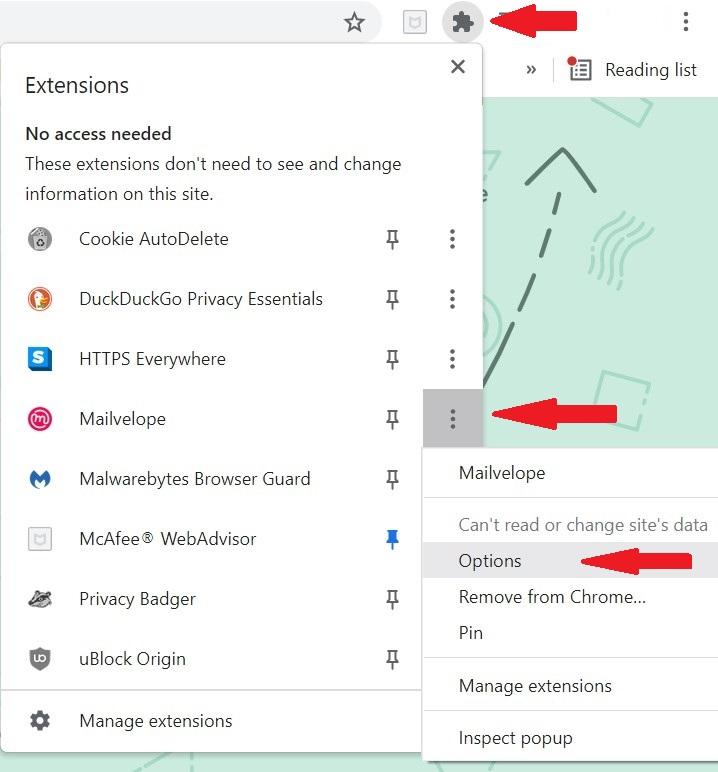 Reading list
Extensions
No access needed
These extensions don't need to see and change
information on this site.
Cookie AutoDelete
DuckDuckGo Privacy Essentials
HTTPS Everywhere
Mailvelope
Malwarebytes Browser Guard
McAfee® WebAdvisor
Privacy Badger
uBlock Origin
Manage extensions
Mailvelope
Can't read or change site's data
Options
Remove from Chrome...
Pin
Manage extensions
Inspect popup